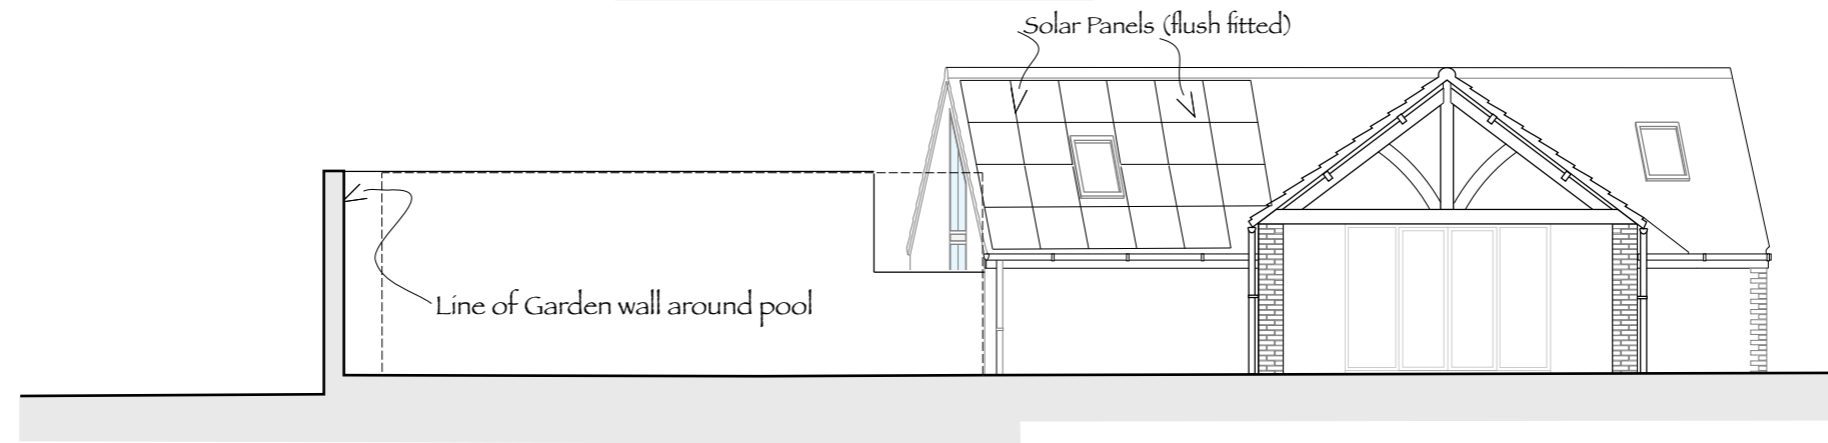 Solar Panels (flush fitted)
Line of Garden wall around pool